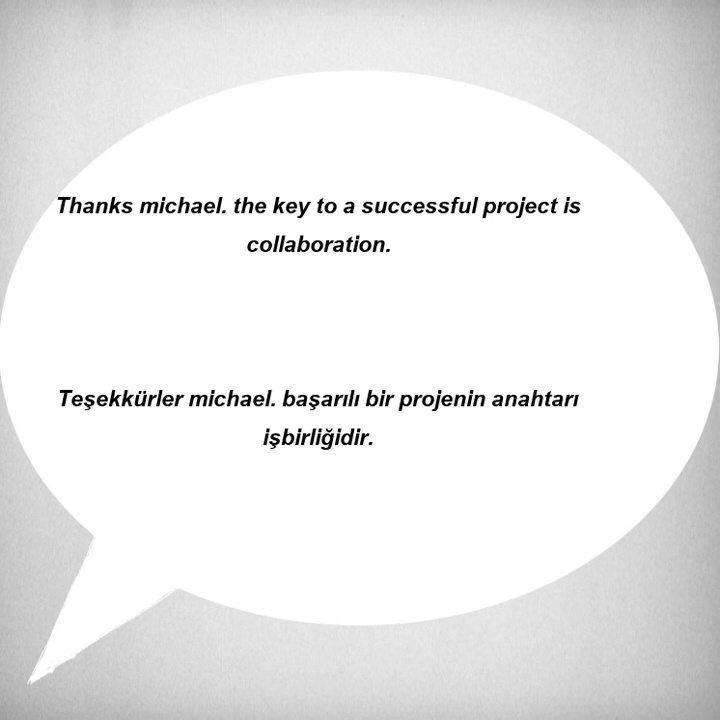 Thanks michael. the key to a successful project is
collaboration.
Teşekkürler michael. başarılı bir projenin anahtarı
işbirliğidir.